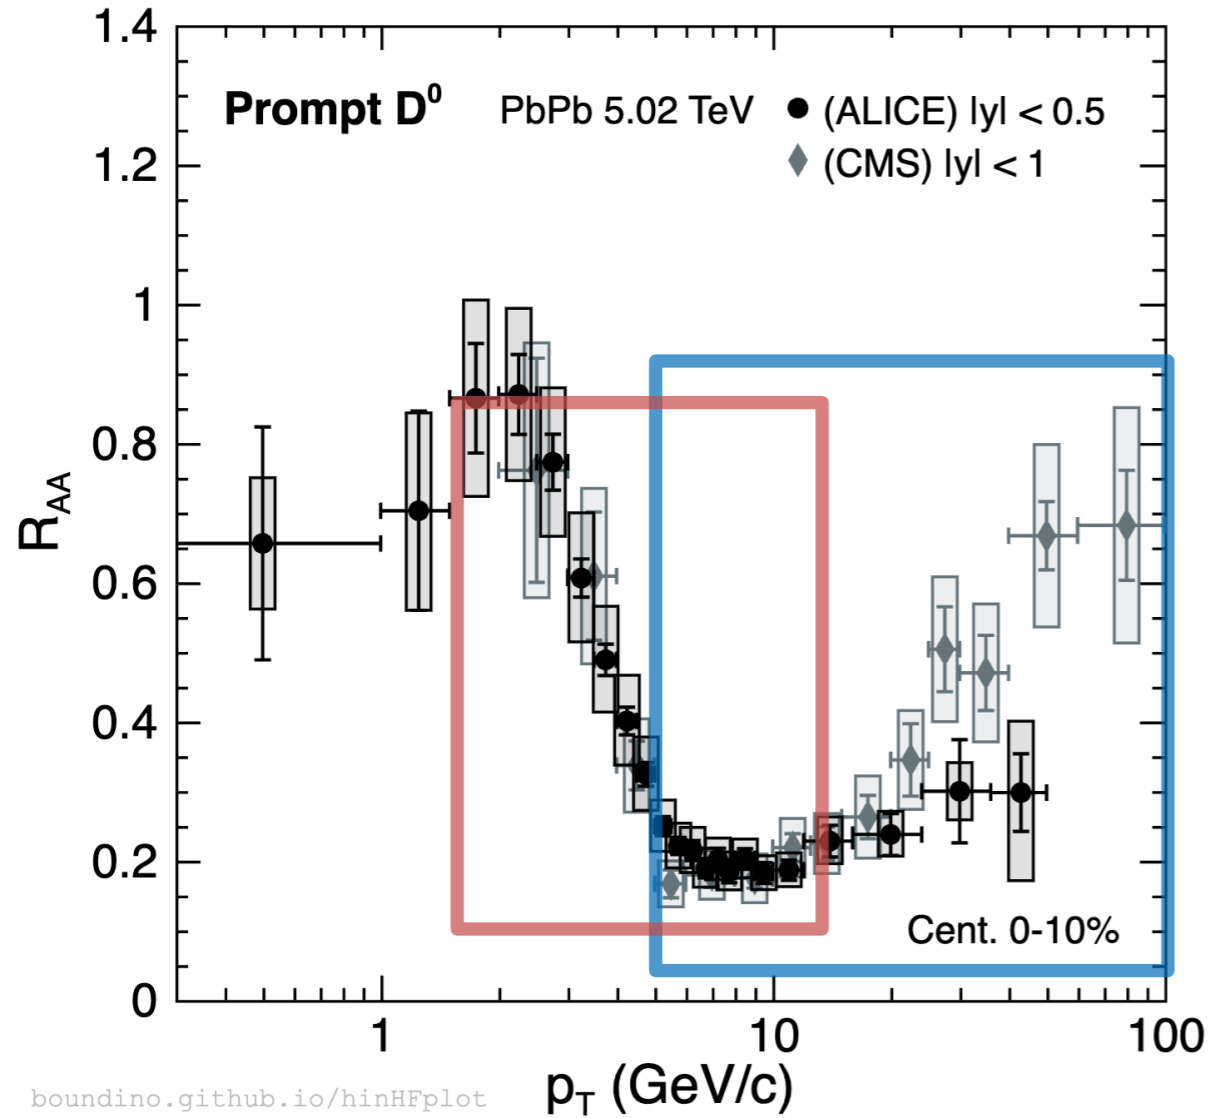 1.4
Prompt D⁰ PbPb 5.02 TeV (ALICE) |y| < 0.5
1.2
(CMS) |y| < 1
1
R_AA
0.8
0.6
0.4
0.2
Cent. 0-10%
0
1 10 100
p_T (GeV/c)
boundino.github.io/hinHFplot